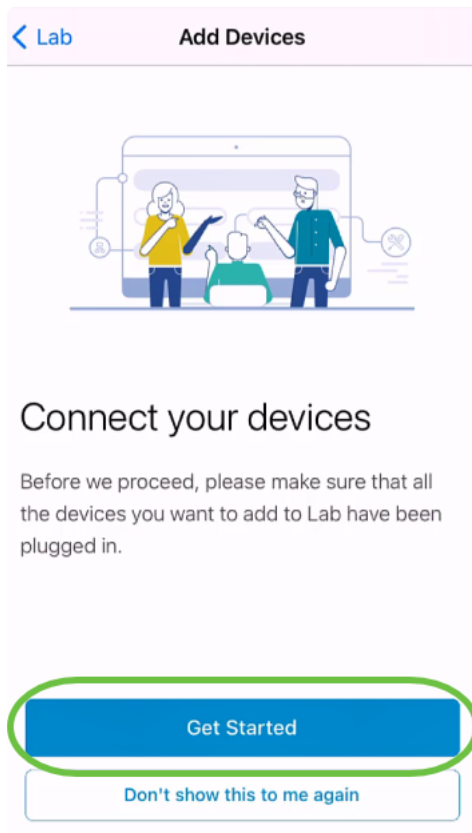 Lab
Add Devices
Connect your devices
Before we proceed, please make sure that all
the devices you want to add to Lab have been
plugged in.
Get Started
Don't show this to me again